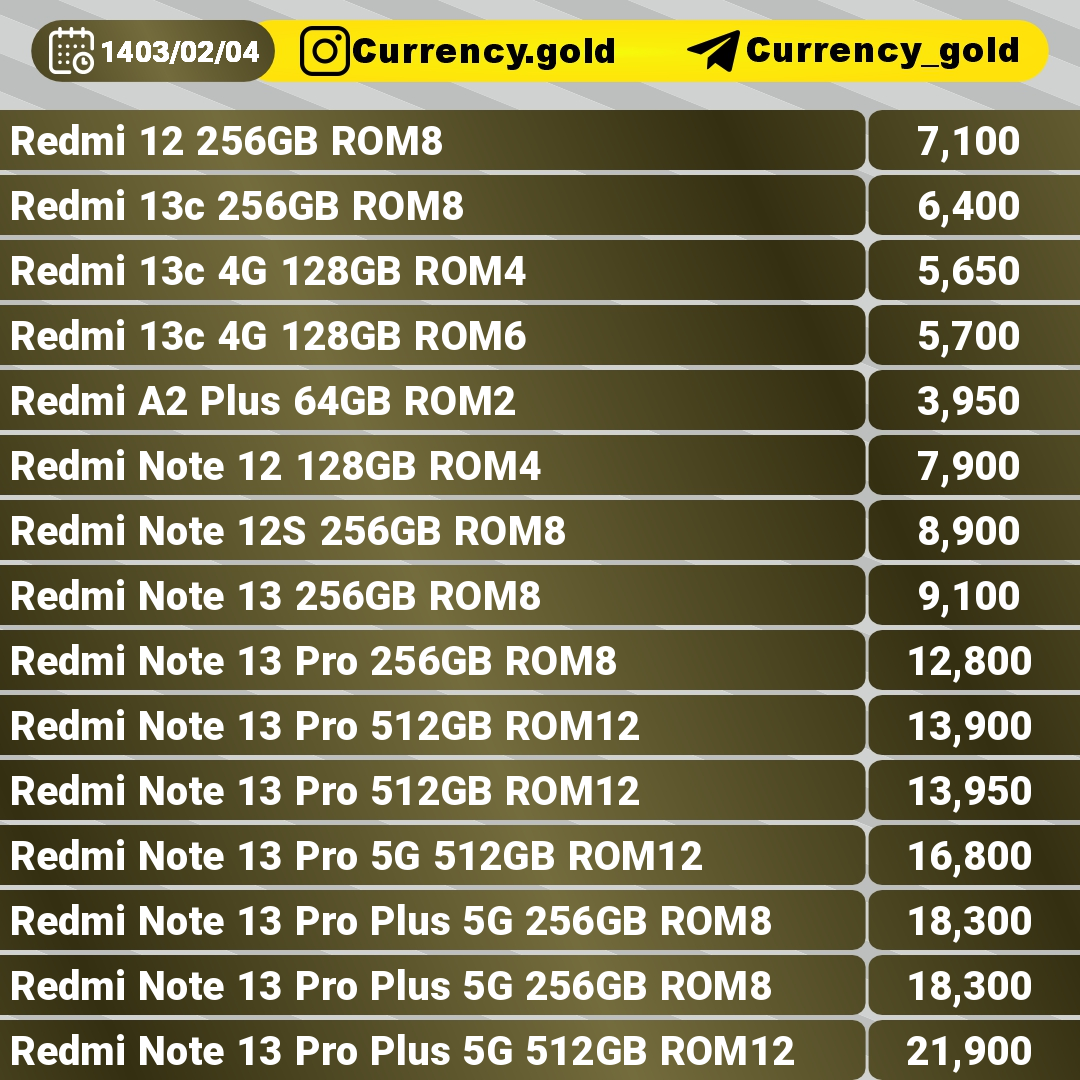 1403/02/04 Currency.gold Currency_gold
Redmi 12 256GB ROM8 7,100
Redmi 13c 256GB ROM8 6,400
Redmi 13c 4G 128GB ROM4 5,650
Redmi 13c 4G 128GB ROM6 5,700
Redmi A2 Plus 64GB ROM2 3,950
Redmi Note 12 128GB ROM4 7,900
Redmi Note 12S 256GB ROM8 8,900
Redmi Note 13 256GB ROM8 9,100
Redmi Note 13 Pro 256GB ROM8 12,800
Redmi Note 13 Pro 512GB ROM12 13,900
Redmi Note 13 Pro 512GB ROM12 13,950
Redmi Note 13 Pro 5G 512GB ROM12 16,800
Redmi Note 13 Pro Plus 5G 256GB ROM8 18,300
Redmi Note 13 Pro Plus 5G 256GB ROM8 18,300
Redmi Note 13 Pro Plus 5G 512GB ROM12 21,900